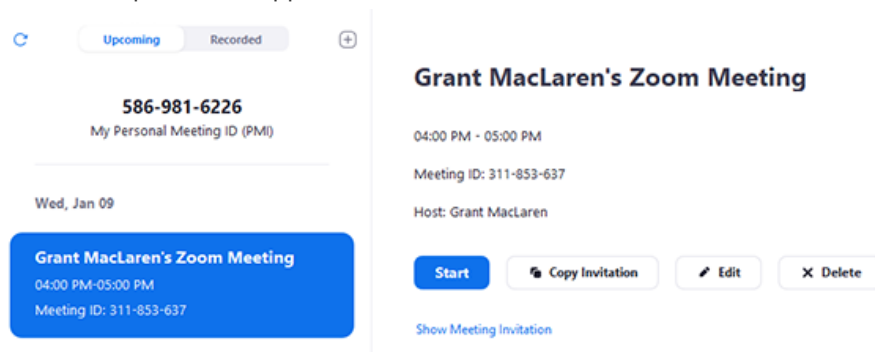 Upcoming Recorded
586-981-6226
My Personal Meeting ID (PMI)
Wed, Jan 09
Grant MacLaren's Zoom Meeting
04:00 PM-05:00 PM
Meeting ID: 311-853-637
Grant MacLaren's Zoom Meeting
04:00 PM - 05:00 PM
Meeting ID: 311-853-637
Host: Grant MacLaren
Start Copy Invitation Edit Delete
Show Meeting Invitation